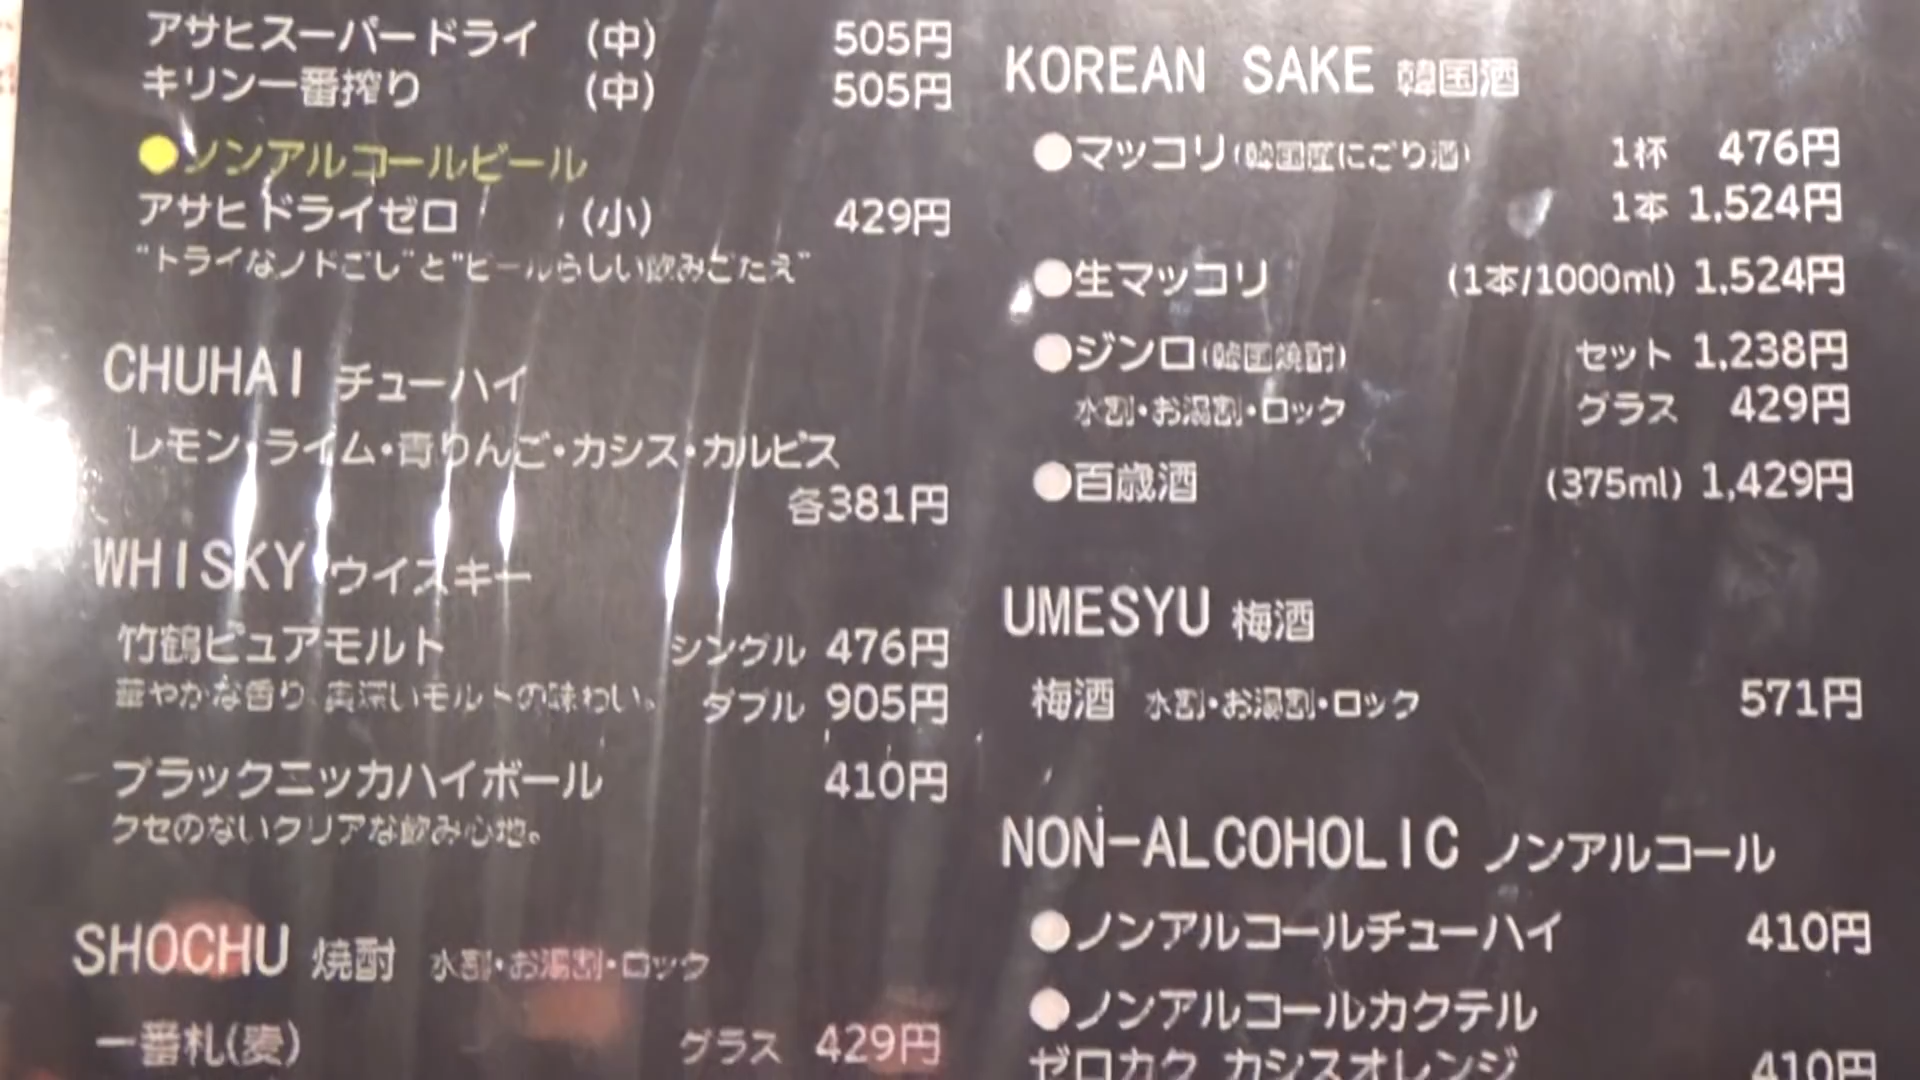 アサヒスーパードライ (中) 505円
キリン一番搾り (中) 505円
●ノンアルコールビール
アサヒドライゼロ (小) 429円
"ドライなノドごし"と"ビールらしい飲みごたえ"
CHUHAI チューハイ
レモン・ライム・青りんご・カシス・カルピス
各381円
WHISKY ウイスキー
竹鶴ピュアモルト シングル 476円
華やかな香り、奥深いモルトの味わい。 ダブル 905円
ブラックニッカハイボール 410円
クセのないクリアな飲み心地。
SHOCHU 焼酎 水割・お湯割・ロック
一番札(麦) グラス 429円
KOREAN SAKE 韓国酒
●マッコリ(韓国産にごり酒) 1杯 476円
1本 1,524円
●生マッコリ (1本/1000ml) 1,524円
●ジンロ(韓国焼酎) セット 1,238円
水割・お湯割・ロック グラス 429円
●百歳酒 (375ml) 1,429円
UMESYU 梅酒
梅酒 水割・お湯割・ロック 571円
NON-ALCOHOLIC ノンアルコール
●ノンアルコールチューハイ 410円
●ノンアルコールカクテル
ゼロカク カシスオレンジ 410円